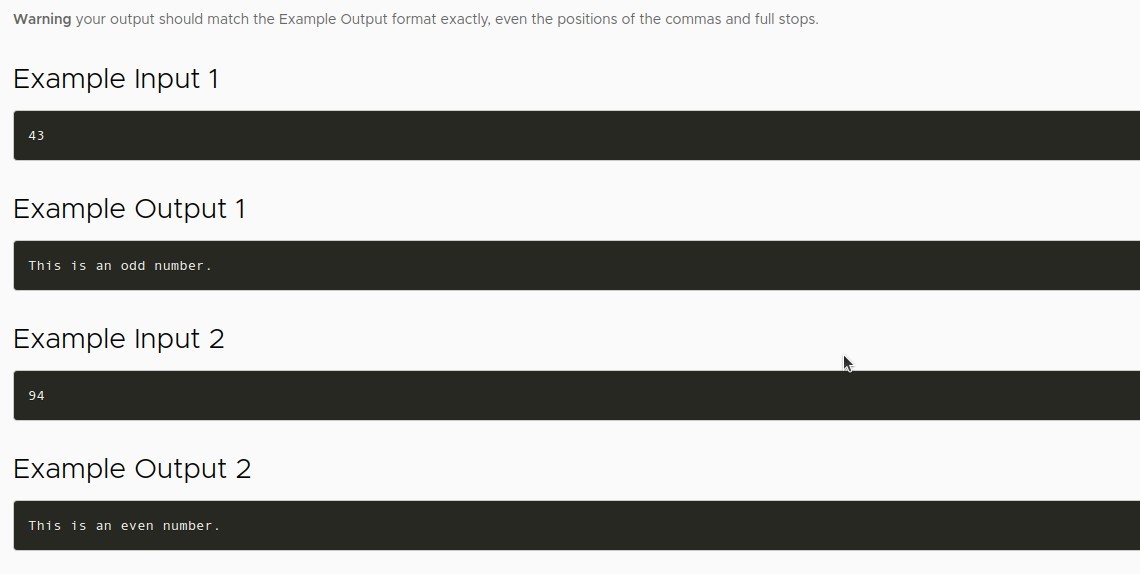 Warning your output should match the Example Output format exactly, even the positions of the commas and full stops.
Example Input 1
43
Example Output 1
This is an odd number.
Example Input 2
94
Example Output 2
This is an even number.